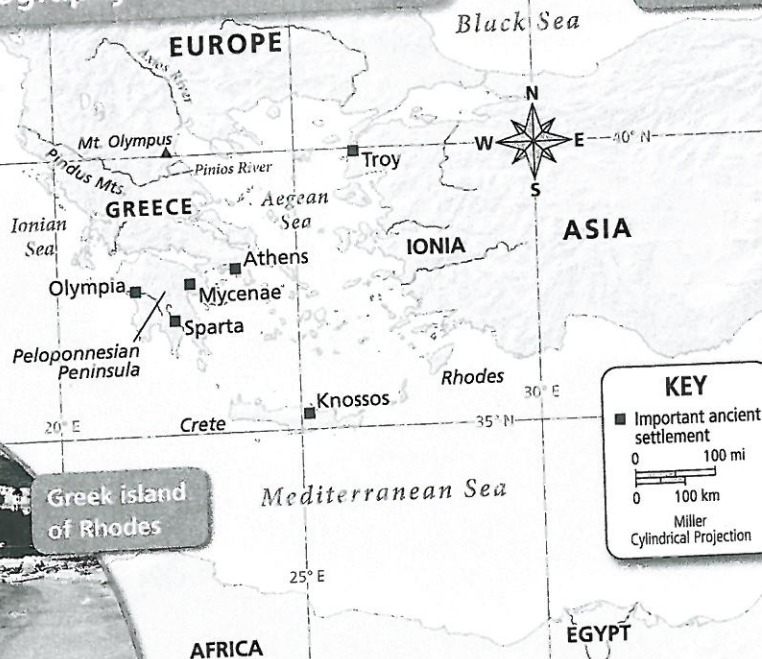 EUROPE
Black Sea
Axios River
N
W
E
S
40° N
Mt. Olympus
Pindus Mts.
Pinios River
Troy
GREECE
Aegean
Sea
Ionian
Sea
IONIA
ASIA
Athens
Olympia
Mycenae
Sparta
Peloponnesian
Peninsula
Rhodes
Knossos
Crete
20° E
30° E
35° N
KEY
Important ancient
settlement
0 100 mi
0 100 km
Miller
Cylindrical Projection
Greek island
of Rhodes
Mediterranean Sea
25° E
AFRICA
EGYPT